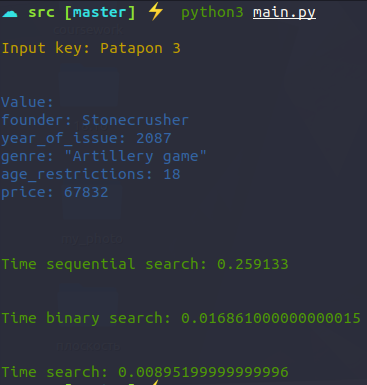 src [master] ⚡ python3 main.py
Input key: Patapon 3
Value:
founder: Stonecrusher
year_of_issue: 2087
genre: "Artillery game"
age_restrictions: 18
price: 67832
Time sequential search: 0.259133
Time binary search: 0.016861000000000015
Time search: 0.00895199999999996